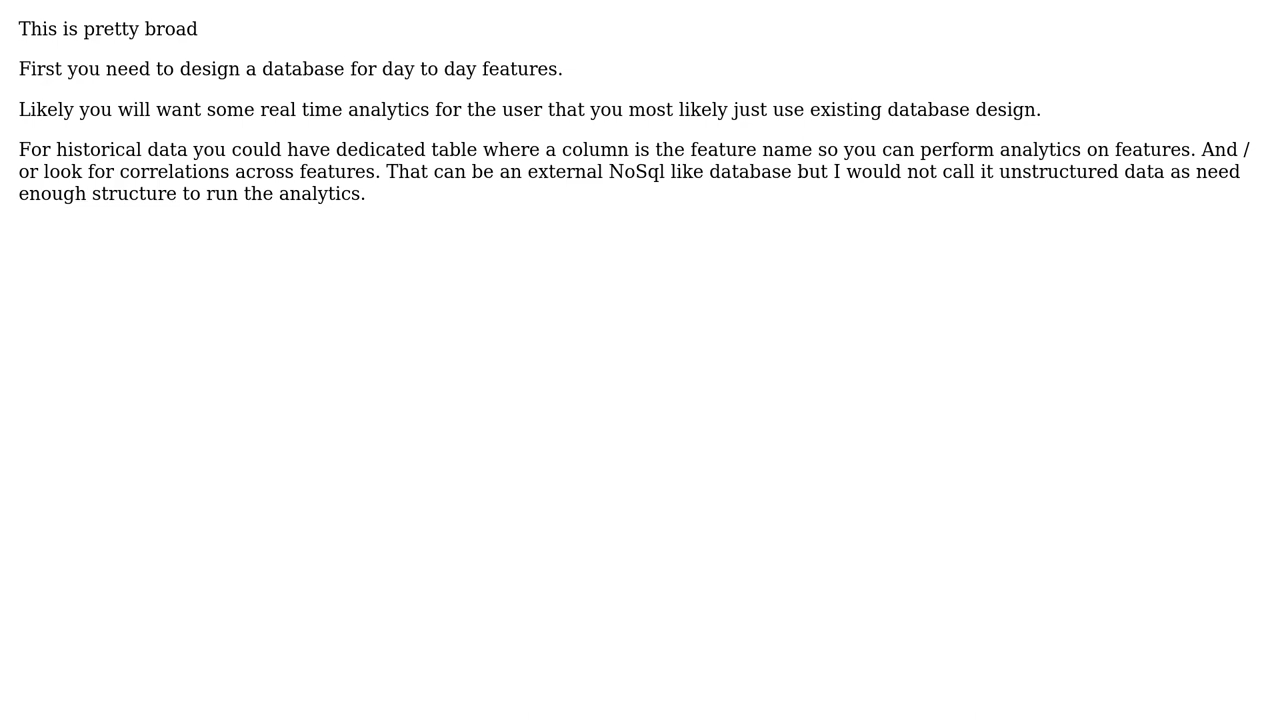 This is pretty broad
First you need to design a database for day to day features.
Likely you will want some real time analytics for the user that you most likely just use existing database design.
For historical data you could have dedicated table where a column is the feature name so you can perform analytics on features. And /
or look for correlations across features. That can be an external NoSql like database but I would not call it unstructured data as need
enough structure to run the analytics.